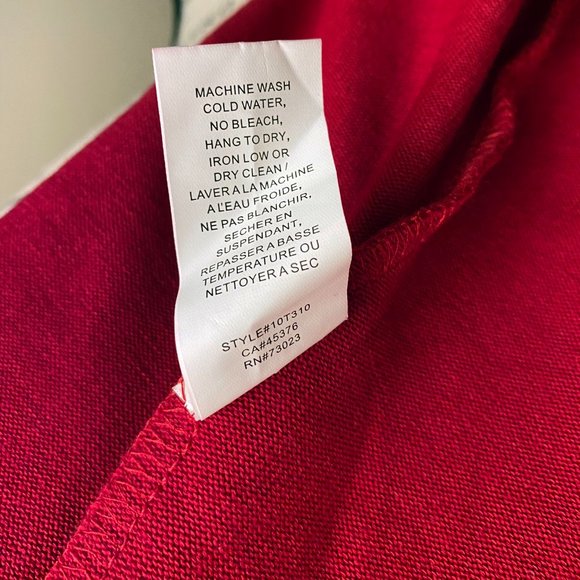 MACHINE WASH
COLD WATER,
NO BLEACH,
HANG TO DRY,
IRON LOW OR
DRY CLEAN /
LAVER A LA MACHINE
A L'EAU FROIDE,
NE PAS BLANCHIR,
SECHER EN
SUSPENDANT,
REPASSER A BASSE
TEMPERATURE OU
NETTOYER A SEC
STYLE#10T310
CA#45376
RN#73023